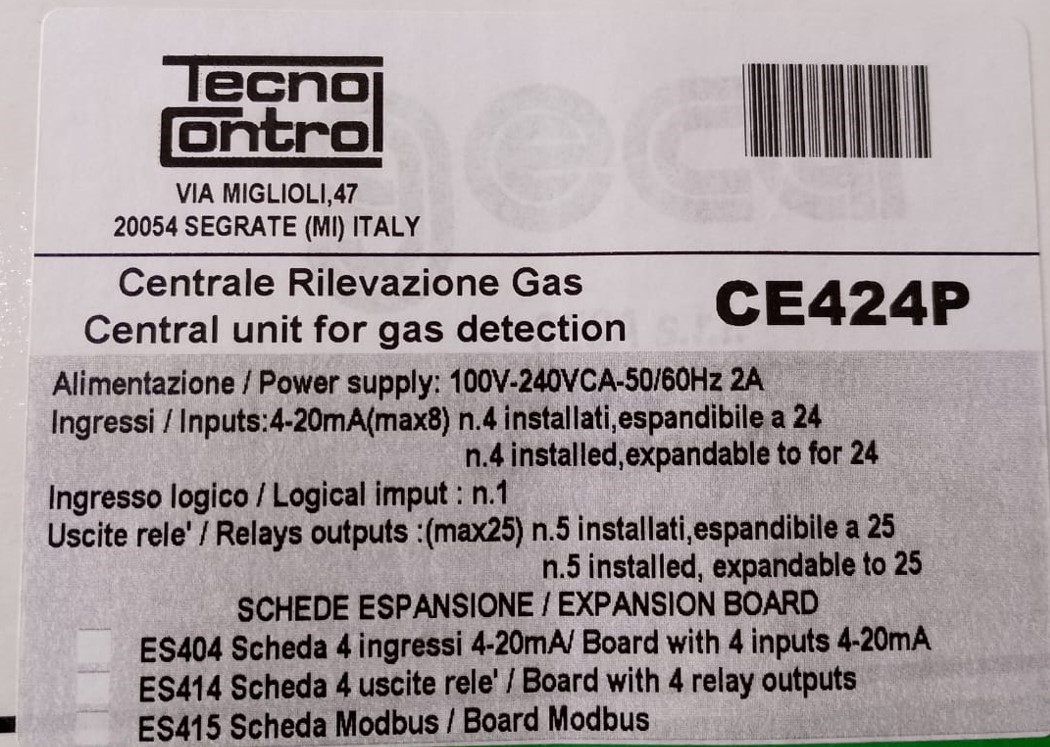 Tecno
Control
VIA MIGLIOLI,47
20054 SEGRATE (MI) ITALY
Centrale Rilevazione Gas
Central unit for gas detection
CE424P
Alimentazione / Power supply: 100V-240VCA-50/60Hz 2A
Ingressi / Inputs:4-20mA(max8) n.4 installati,espandibile a 24
n.4 installed,expandable to for 24
Ingresso logico / Logical imput : n.1
Uscite rele' / Relays outputs :(max25) n.5 installati,espandibile a 25
n.5 installed, expandable to 25
SCHEDE ESPANSIONE / EXPANSION BOARD
ES404 Scheda 4 ingressi 4-20mA/ Board with 4 inputs 4-20mA
ES414 Scheda 4 uscite rele' / Board with 4 relay outputs
ES415 Scheda Modbus / Board Modbus